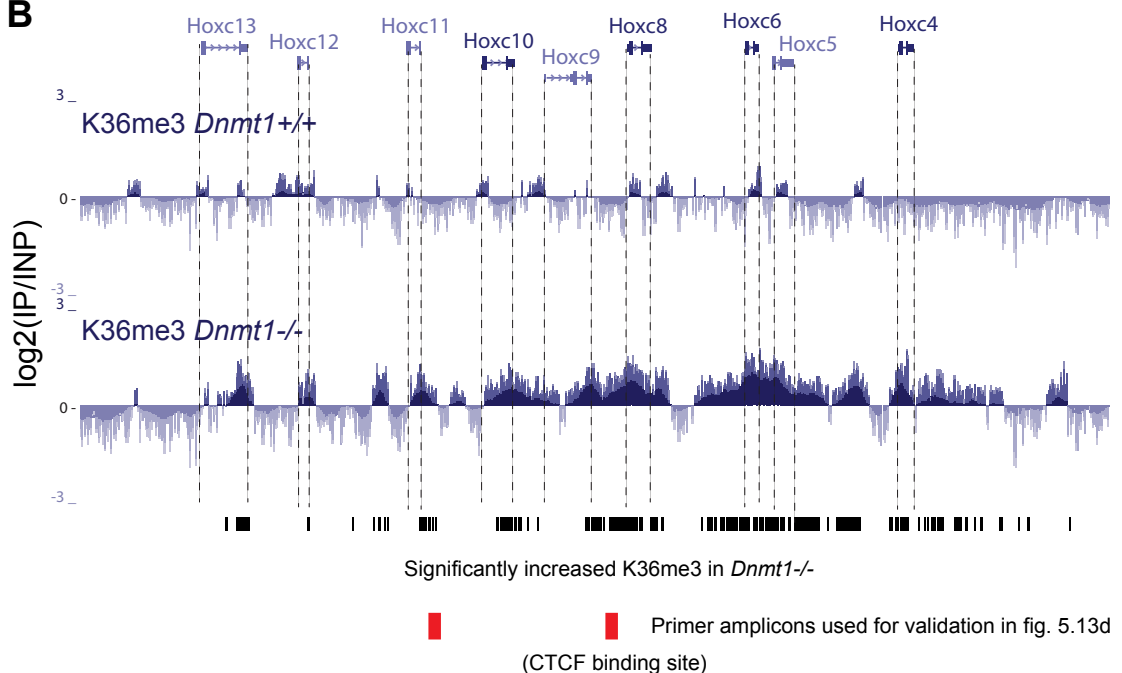 B
Hoxc13
Hoxc12
Hoxc11
Hoxc10
Hoxc9
Hoxc8
Hoxc6
Hoxc5
Hoxc4
3 _
K36me3 Dnmt1+/+
0 -
-3 _
3 _
K36me3 Dnmt1-/-
0 -
-3 _
log2(IP/INP)
Significantly increased K36me3 in Dnmt1-/-
Primer amplicons used for validation in fig. 5.13d
(CTCF binding site)